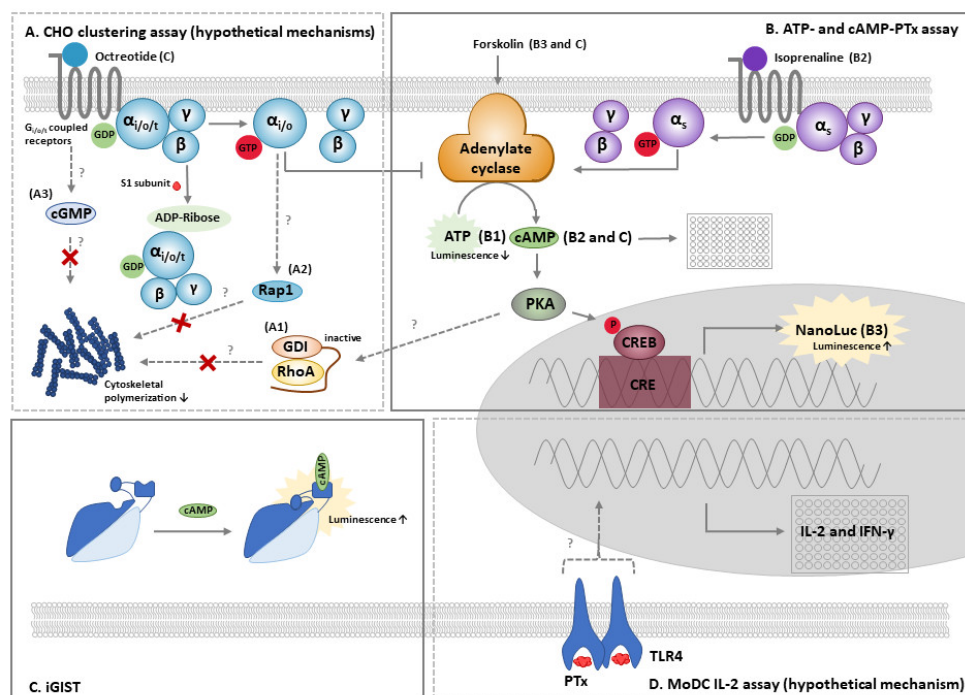 A. CHO clustering assay (hypothetical mechanisms)
Octreotide (C)
Gi/o/t coupled
receptors
GDP
αi/o/t
γ
β
αi/o
GTP
γ
β
?
(A3)
cGMP
?
S1 subunit
ADP-Ribose
GDP
αi/o/t
β
γ
?
(A2)
Rap1
?
(A1)
GDI
inactive
RhoA
?
Cytoskeletal
polymerization ↓
B. ATP- and cAMP-PTx assay
Forskolin (B3 and C)
Isoprenaline (B2)
Adenylate
cyclase
γ
β
αs
GTP
GDP
αs
γ
β
ATP (B1)
Luminescence ↓
cAMP (B2 and C)
PKA
?
P
CREB
CRE
NanoLuc (B3)
Luminescence ↑
cAMP
cAMP
Luminescence ↑
C. iGIST
IL-2 and IFN-γ
?
TLR4
PTx
D. MoDC IL-2 assay (hypothetical mechanism)